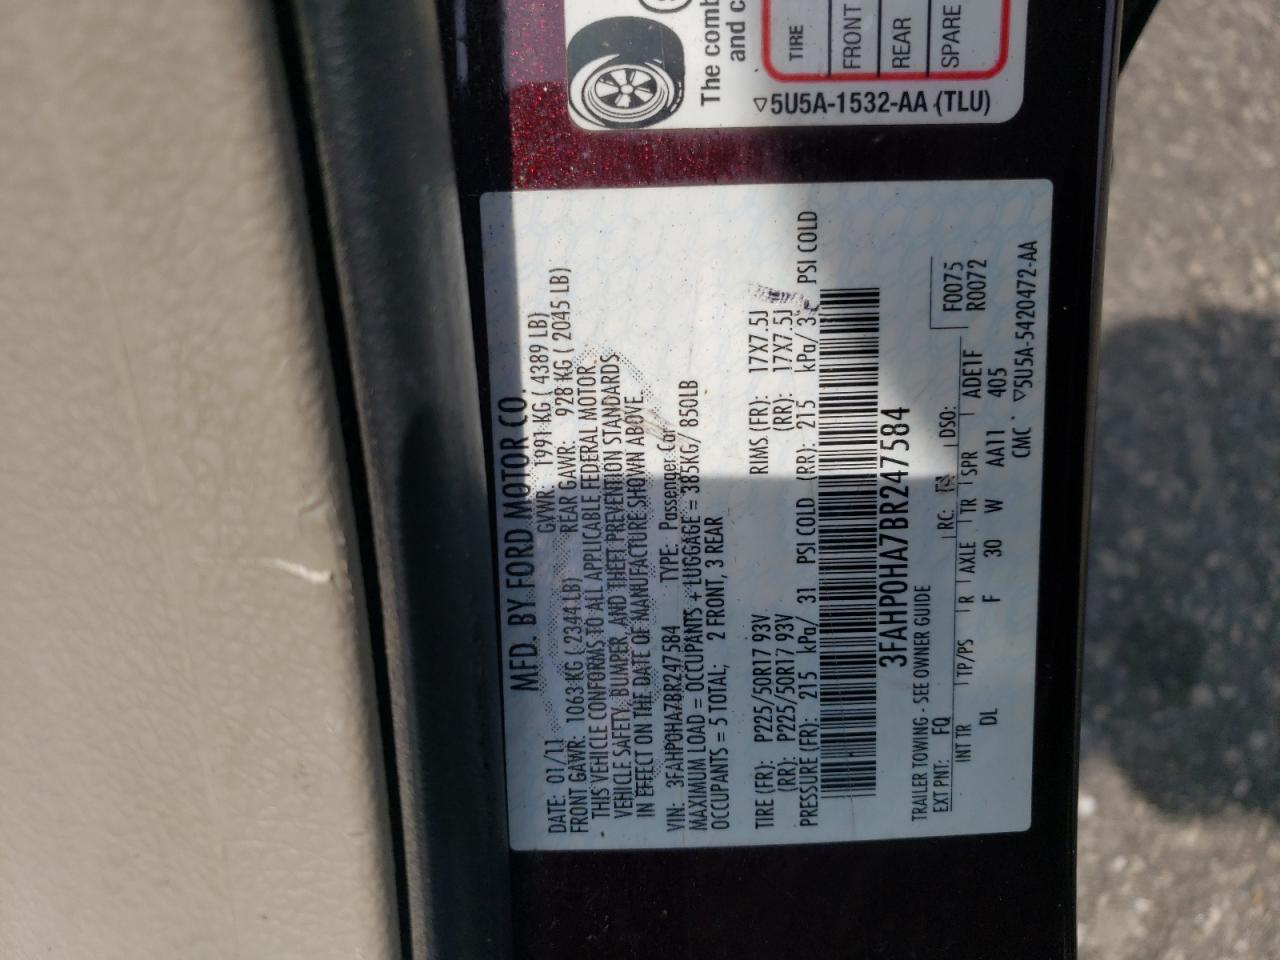 MFD. BY FORD MOTOR CO.
DATE: 01/11 GVWR: 1991 KG ( 4389 LB)
FRONT GAWR: 1063 KG ( 2344 LB) REAR GAWR: 928 KG ( 2045 LB)
THIS VEHICLE CONFORMS TO ALL APPLICABLE FEDERAL MOTOR
VEHICLE SAFETY, BUMPER, AND THEFT PREVENTION STANDARDS
IN EFFECT ON THE DATE OF MANUFACTURE SHOWN ABOVE.
VIN: 3FAHP0HA7BR247584 TYPE: Passenger Car
MAXIMUM LOAD = OCCUPANTS + LUGGAGE = 385KG/ 850LB
OCCUPANTS = 5 TOTAL; 2 FRONT, 3 REAR
TIRE (FR): P225/50R17 93V RIMS (FR): 17X7.5J
(RR): P225/50R17 93V (RR): 17X7.5J
PRESSURE (FR): 215 kPa/ 31 PSI COLD (RR): 215 kPa/ PSI COLD
3FAHP0HA7BR247584
TRAILER TOWING - SEE OWNER GUIDE
EXT PNT: FQ RC: DSO: F0075
R0072
INT TR TP/PS R AXLE TR SPR ADE1F
DL F 30 W AA11 405
CMC ▽5U5A-5420472-AA
The comb
and c
TIRE
FRONT
REAR
SPARE
▽5U5A-1532-AA (TLU)